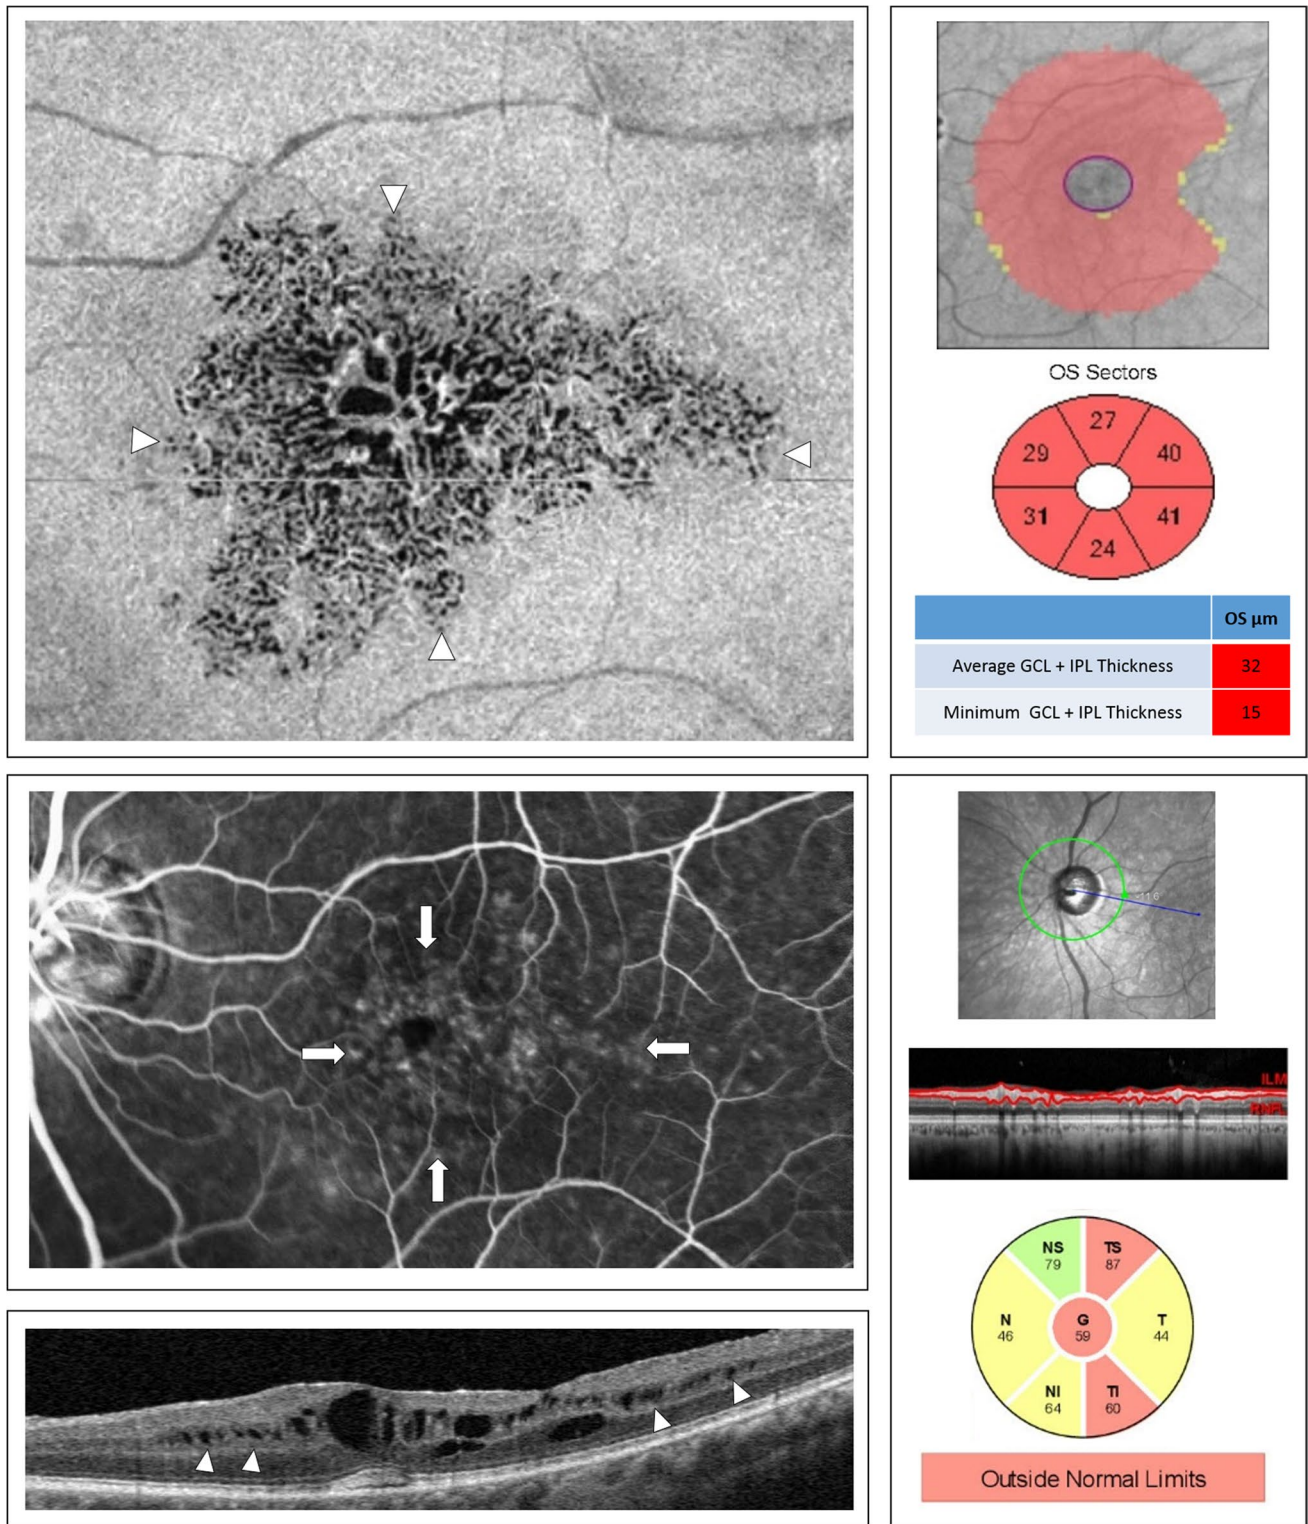 OS Sectors
27
29 40
31 41
24
OS µm
Average GCL + IPL Thickness 32
Minimum GCL + IPL Thickness 15
ILM
RNFL
NS 79
TS 87
N 46
G 59
T 44
NI 64
TI 60
Outside Normal Limits